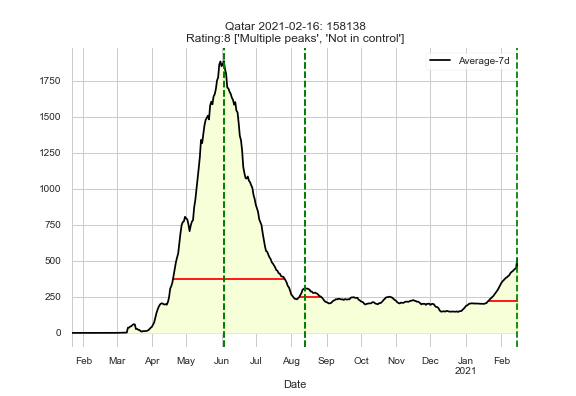 Qatar 2021-02-16: 158138
Rating:8 ['Multiple peaks', 'Not in control']
Average-7d
1750
1500
1250
1000
750
500
250
0
Feb Mar Apr May Jun Jul Aug Sep Oct Nov Dec Jan Feb
2021
Date